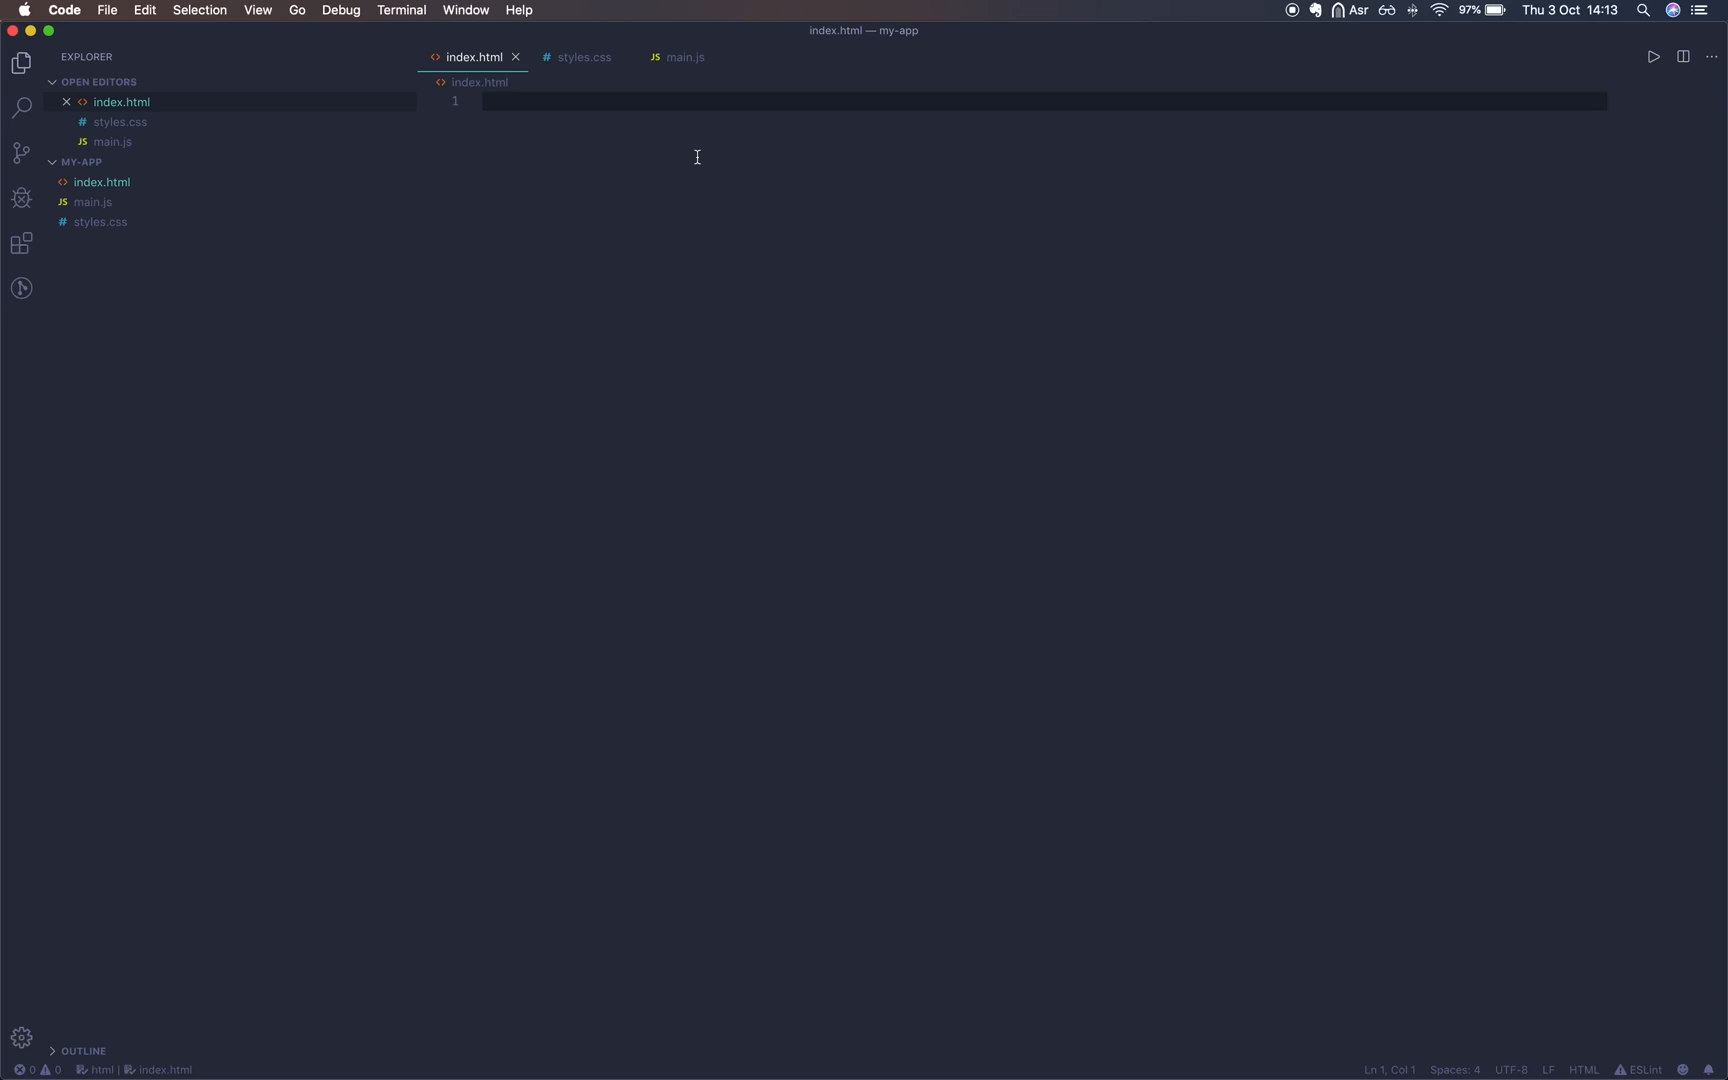 Code File Edit Selection View Go Debug Terminal Window Help Asr 97% Thu 3 Oct 14:13
index.html — my-app
EXPLORER
OPEN EDITORS
index.html
# styles.css
JS main.js
MY-APP
<> index.html
JS main.js
# styles.css
OUTLINE
<> index.html # styles.css JS main.js
<> index.html
1
0 0 html | index.html Ln 1, Col 1 Spaces: 4 UTF-8 LF HTML ESLint